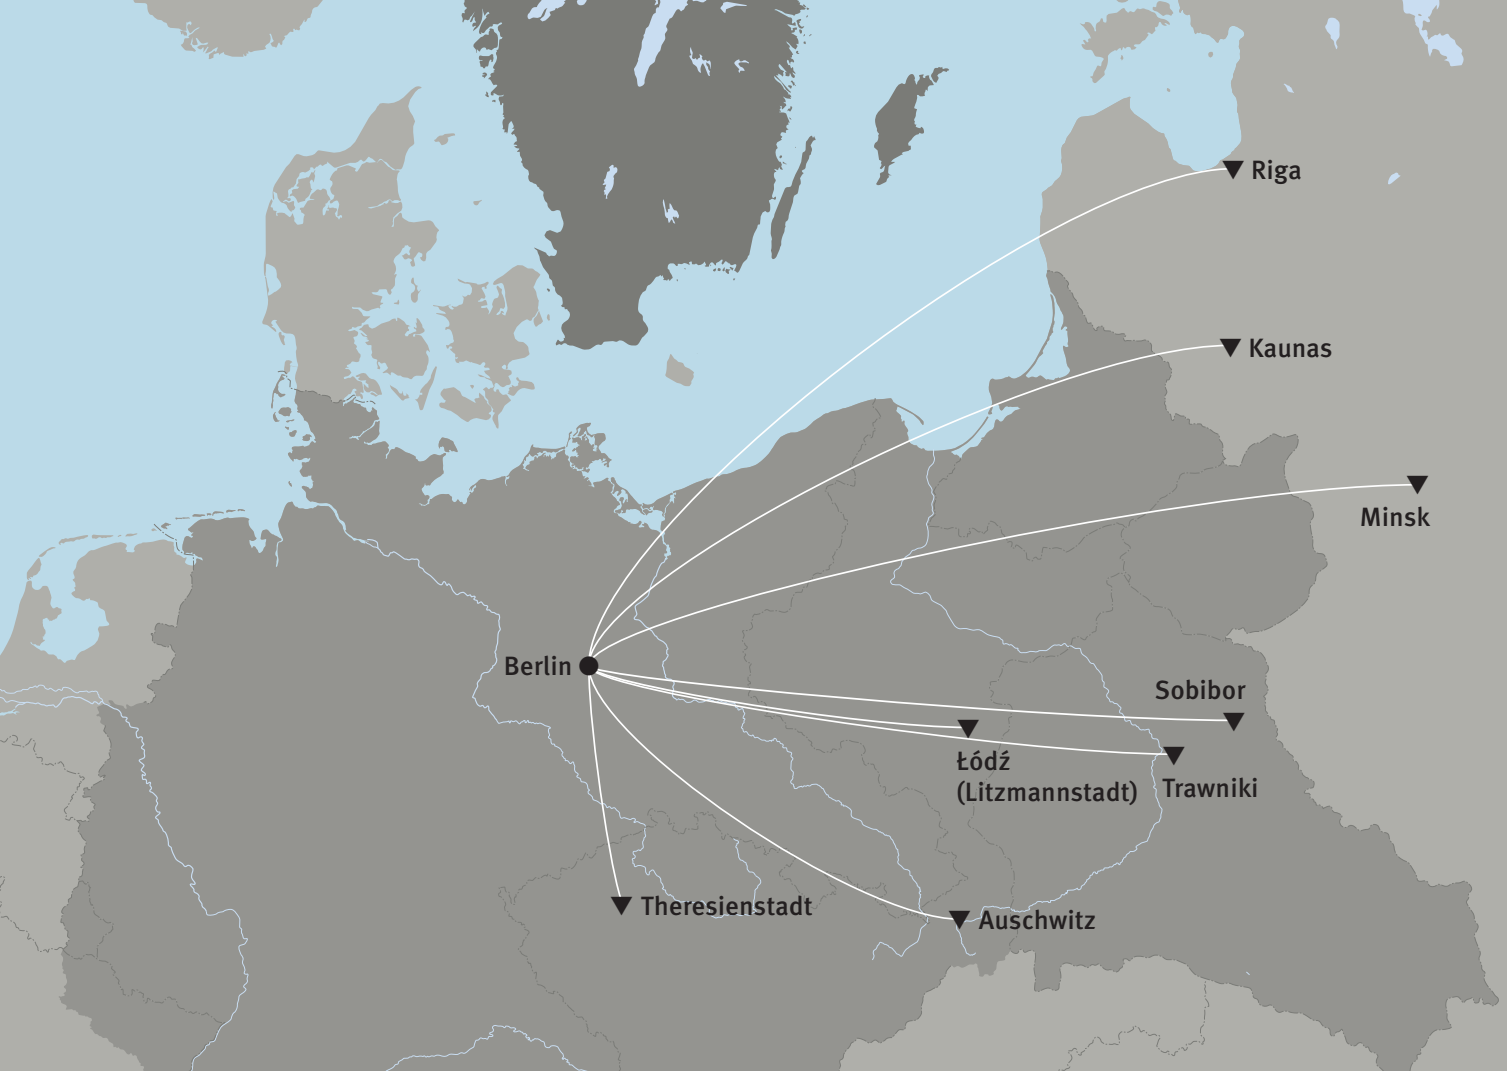 Riga
Kaunas
Minsk
Berlin
Sobibor
Łódź
(Litzmannstadt)
Trawniki
Theresienstadt
Auschwitz